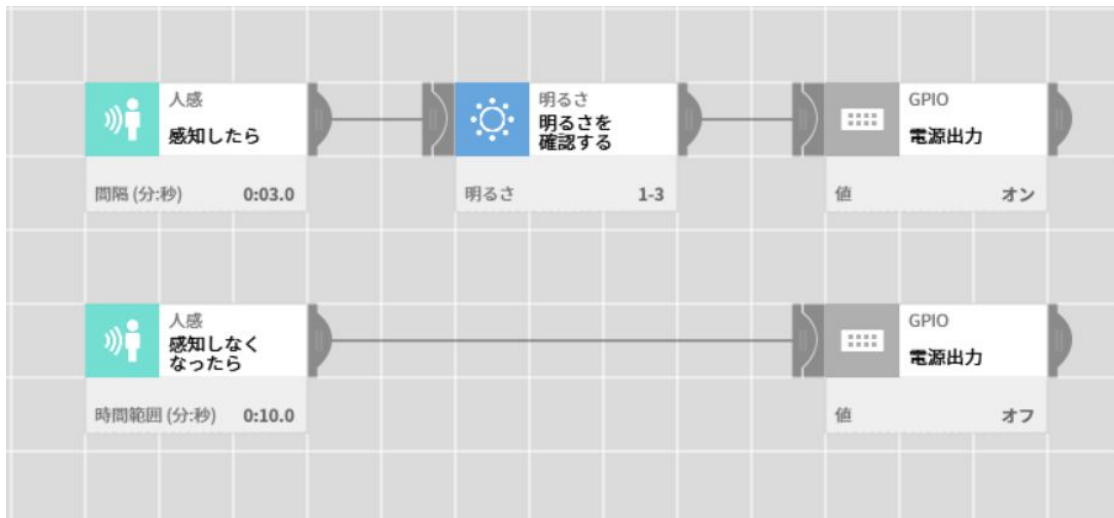 人感
感知したら
間隔 (分:秒) 0:03.0
明るさ
明るさを
確認する
明るさ 1-3
GPIO
電源出力
値 オン
人感
感知しなく
なったら
時間範囲 (分:秒) 0:10.0
GPIO
電源出力
値 オフ